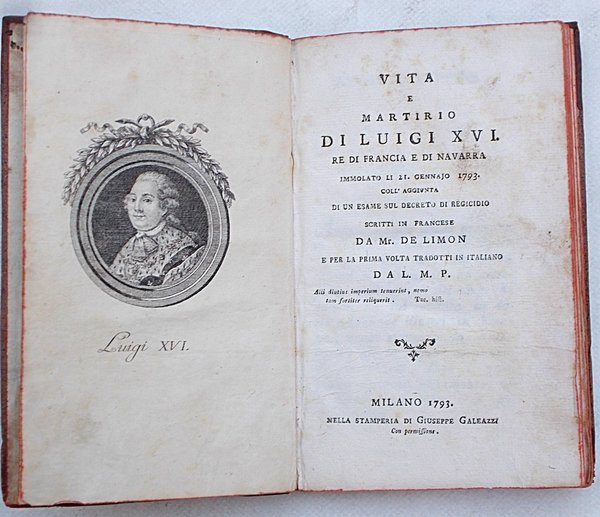 Luigi XVI.
VITA
E
MARTIRIO
DI LUIGI XVI.
RE DI FRANCIA E DI NAVARRA
IMMOLATO LI 21. GENNAJO 1793.
COLL' AGGIUNTA
DI UN ESAME SUL DECRETO DI REGICIDIO
SCRITTI IN FRANCESE
DA Mr. DE LIMON
E PER LA PRIMA VOLTA TRADOTTI IN ITALIANO
DA L. M. P.
Alii diutius imperium tenuerint, nemo
tam fortiter reliquerit. Tac. hist.
MILANO 1793.
NELLA STAMPERIA DI GIUSEPPE GALEAZZI
Con permissione.